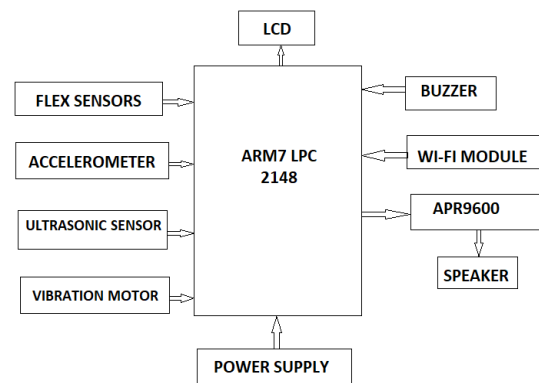 LCD
FLEX SENSORS
ACCELEROMETER
ULTRASONIC SENSOR
VIBRATION MOTOR
ARM7 LPC
2148
BUZZER
WI-FI MODULE
APR9600
SPEAKER
POWER SUPPLY